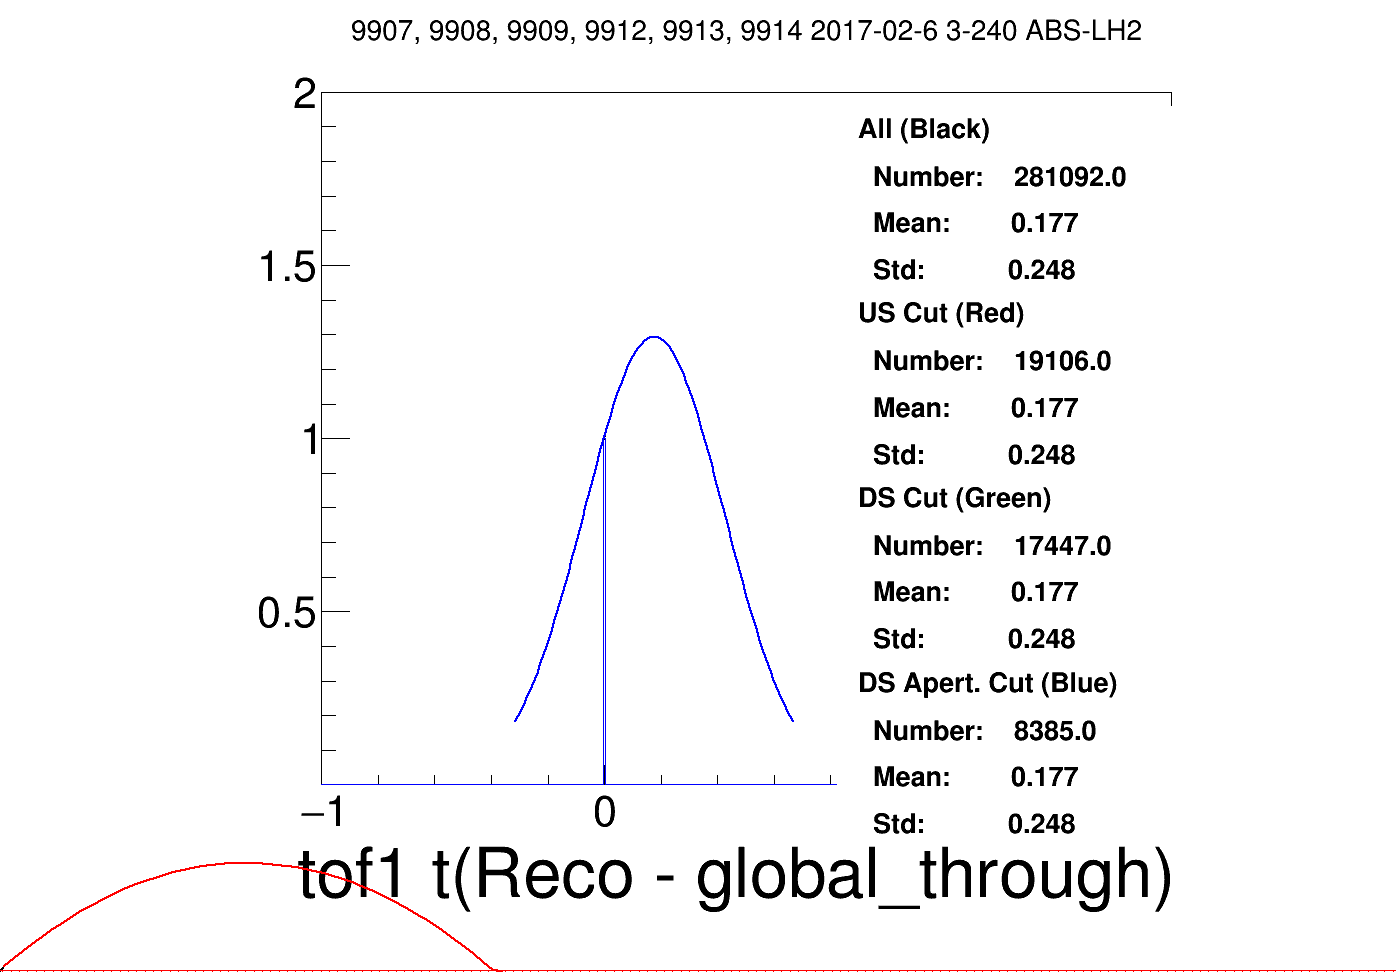 9907, 9908, 9909, 9912, 9913, 9914 2017-02-6 3-240 ABS-LH2
2
1.5
1
0.5
−1 0
All (Black)
Number: 281092.0
Mean: 0.177
Std: 0.248
US Cut (Red)
Number: 19106.0
Mean: 0.177
Std: 0.248
DS Cut (Green)
Number: 17447.0
Mean: 0.177
Std: 0.248
DS Apert. Cut (Blue)
Number: 8385.0
Mean: 0.177
Std: 0.248
tof1 t(Reco - global_through)